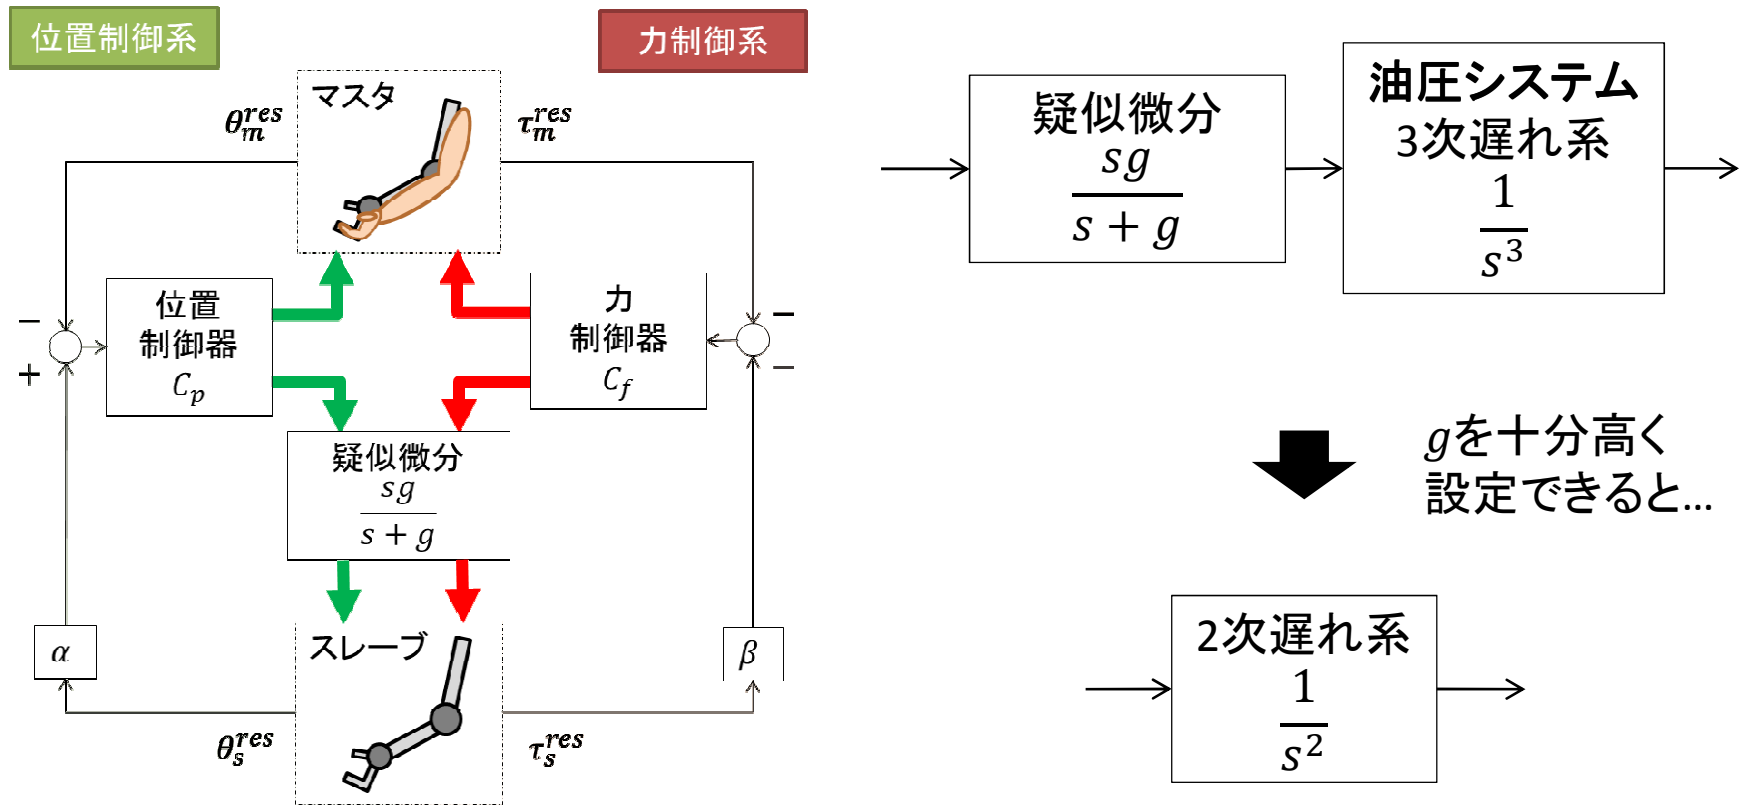 位置制御系
力制御系
マスタ
θ_m^res
τ_m^res
−
+
位置
制御器
C_p
力
制御器
C_f
−
−
疑似微分
sg
s + g
α
β
スレーブ
θ_s^res
τ_s^res
疑似微分
sg
s + g
油圧システム
3次遅れ系
1
s^3
gを十分高く
設定できると...
2次遅れ系
1
s^2